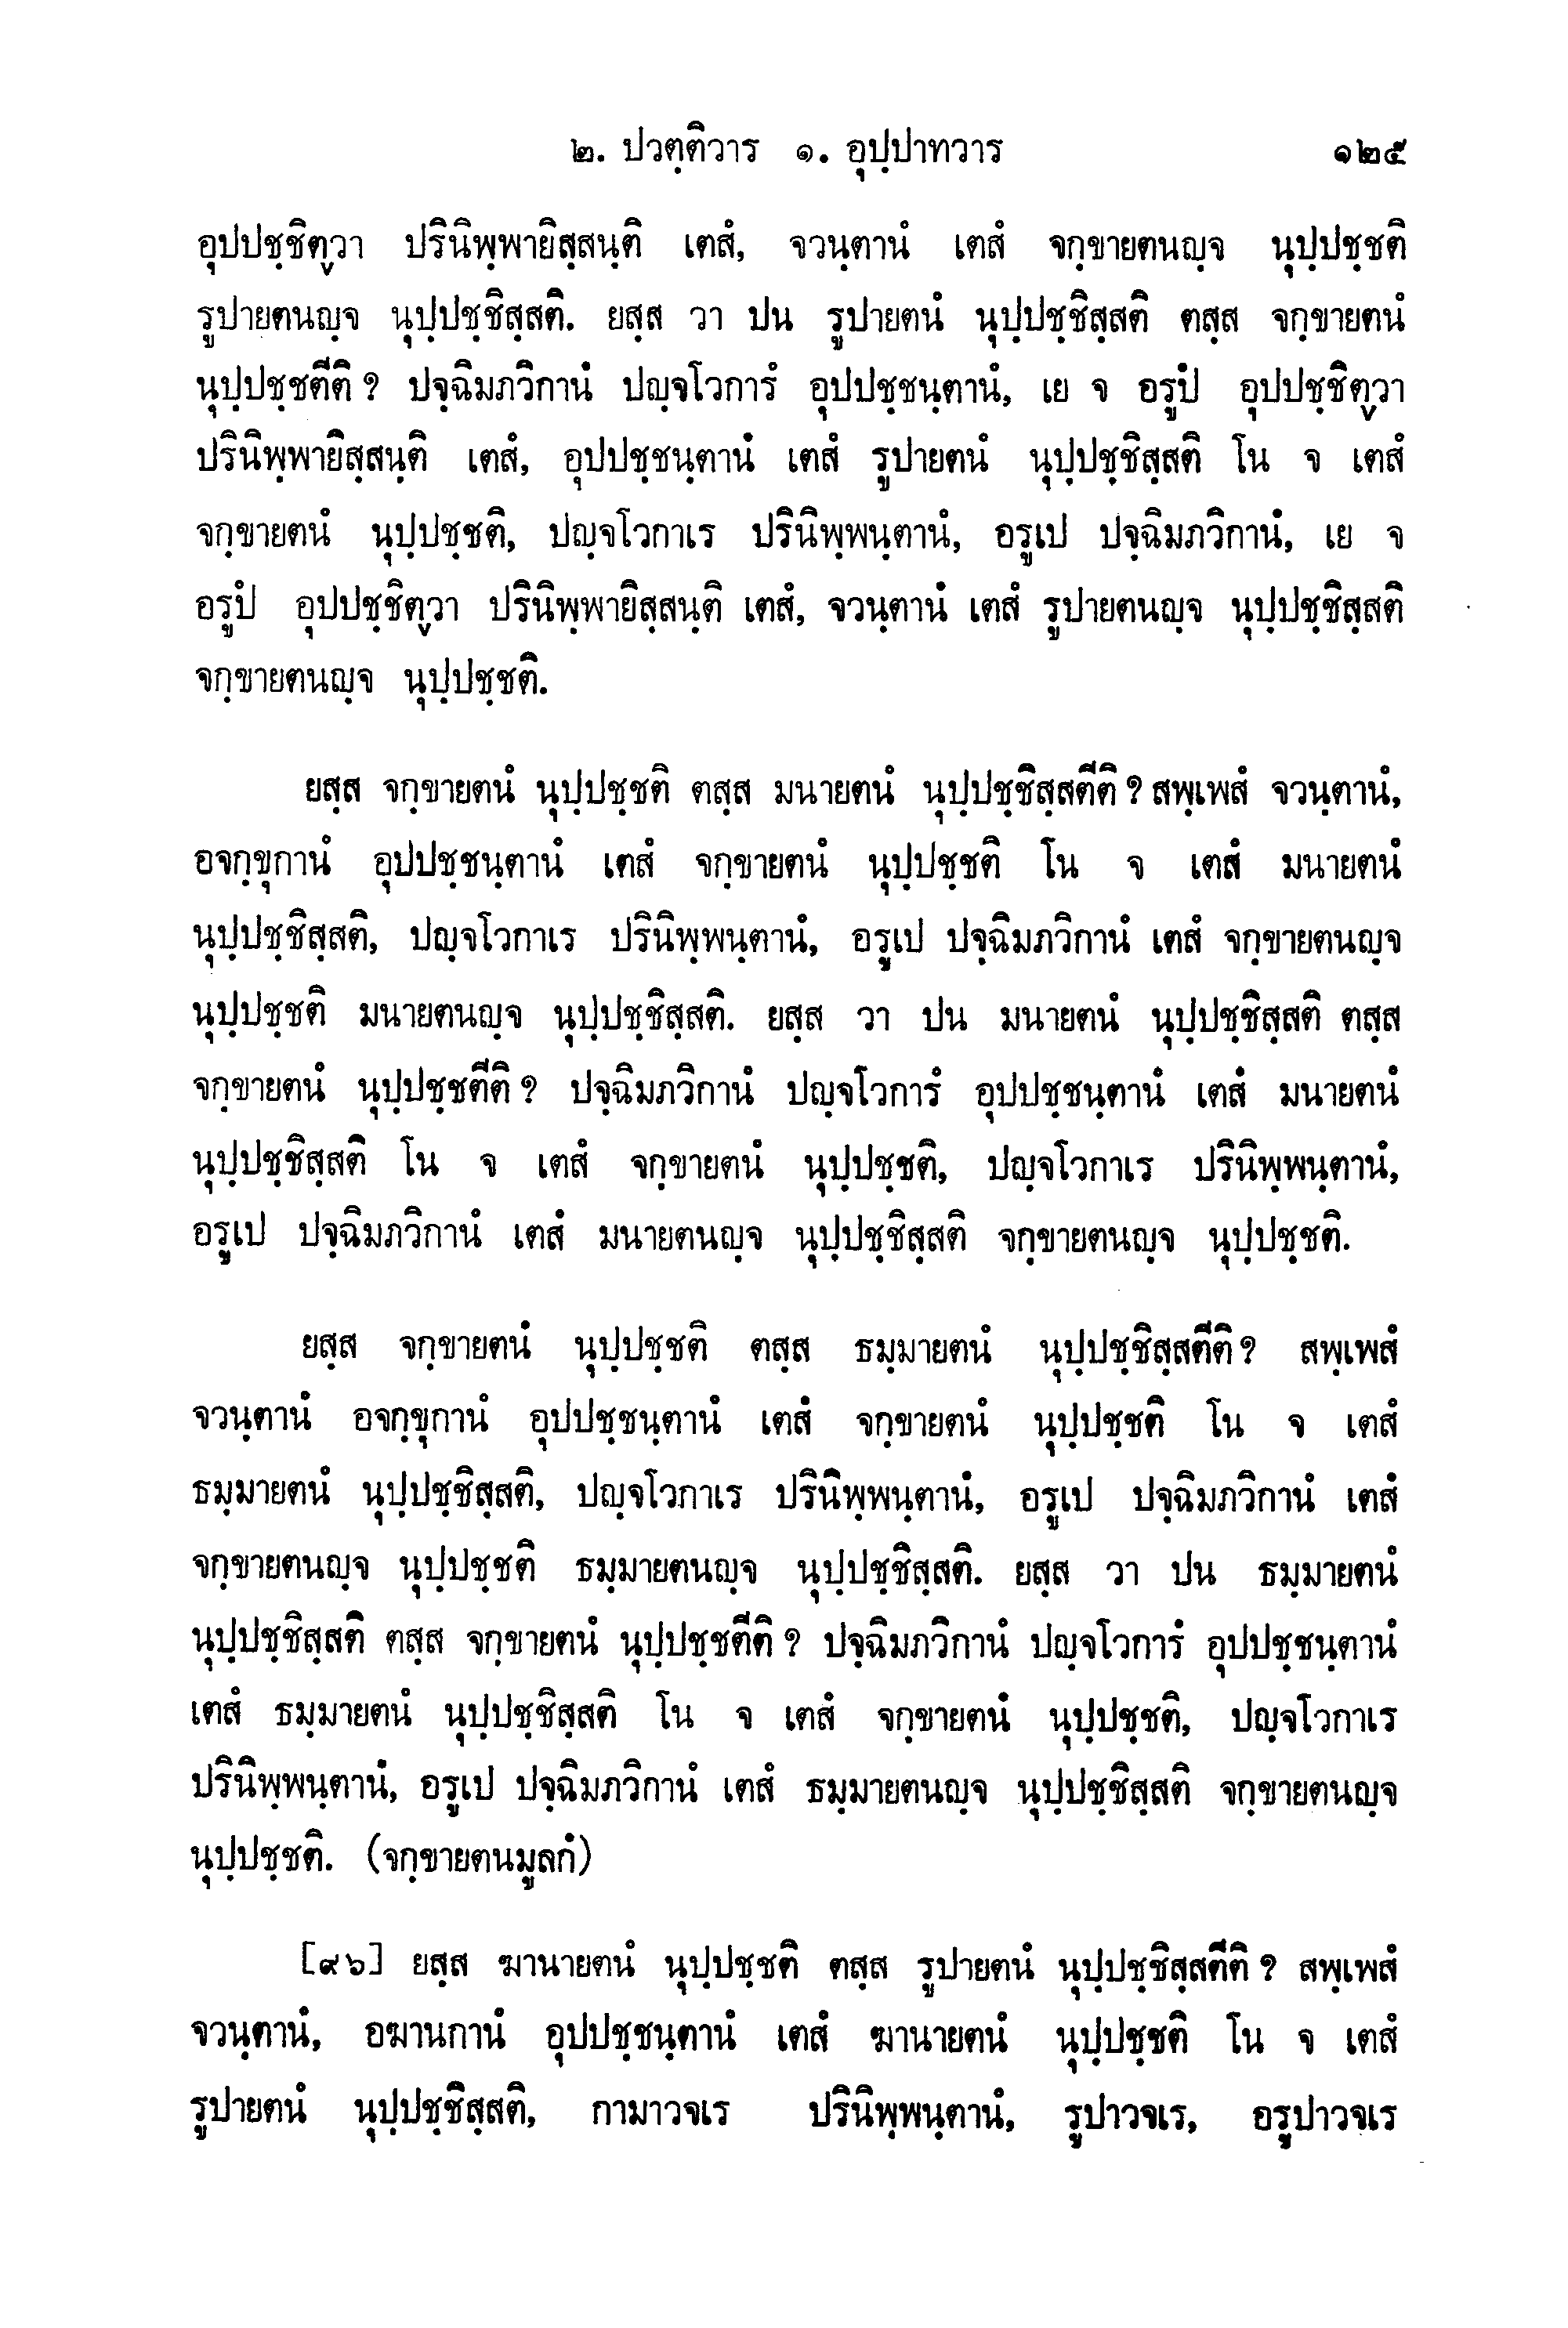 ๒. ปวตฺติวาร ๑. อุปฺปาทวาร ๑๒๕
อุปปชฺชิตฺวา ปรินิพฺพายิสฺสนฺติ เตสํ, จวนฺตานํ เตสํ จกฺขายตนญฺจ นุปฺปชฺชติ
รูปายตนญฺจ นุปฺปชฺชิสฺสติ. ยสฺส วา ปน รูปายตนํ นุปฺปชฺชิสฺสติ ตสฺส จกฺขายตนํ
นุปฺปชฺชตีติ ? ปจฺฉิมภวิกานํ ปญฺจโวการํ อุปปชฺชนฺตานํ, เย จ อรูปํ อุปปชฺชิตฺวา
ปรินิพฺพายิสฺสนฺติ เตสํ, อุปปชฺชนฺตานํ เตสํ รูปายตนํ นุปฺปชฺชิสฺสติ โน จ เตสํ
จกฺขายตนํ นุปฺปชฺชติ, ปญฺจโวกาเร ปรินิพฺพนฺตานํ, อรูเป ปจฺฉิมภวิกานํ, เย จ
อรูปํ อุปปชฺชิตฺวา ปรินิพฺพายิสฺสนฺติ เตสํ, จวนฺตานํ เตสํ รูปายตนญฺจ นุปฺปชฺชิสฺสติ
จกฺขายตนญฺจ นุปฺปชฺชติ.
ยสฺส จกฺขายตนํ นุปฺปชฺชติ ตสฺส มนายตนํ นุปฺปชฺชิสฺสตีติ ? สพฺเพสํ จวนฺตานํ,
อจกฺขุกานํ อุปปชฺชนฺตานํ เตสํ จกฺขายตนํ นุปฺปชฺชติ โน จ เตสํ มนายตนํ
นุปฺปชฺชิสฺสติ, ปญฺจโวกาเร ปรินิพฺพนฺตานํ, อรูเป ปจฺฉิมภวิกานํ เตสํ จกฺขายตนญฺจ
นุปฺปชฺชติ มนายตนญฺจ นุปฺปชฺชิสฺสติ. ยสฺส วา ปน มนายตนํ นุปฺปชฺชิสฺสติ ตสฺส
จกฺขายตนํ นุปฺปชฺชตีติ ? ปจฺฉิมภวิกานํ ปญฺจโวการํ อุปปชฺชนฺตานํ เตสํ มนายตนํ
นุปฺปชฺชิสฺสติ โน จ เตสํ จกฺขายตนํ นุปฺปชฺชติ, ปญฺจโวกาเร ปรินิพฺพนฺตานํ,
อรูเป ปจฺฉิมภวิกานํ เตสํ มนายตนญฺจ นุปฺปชฺชิสฺสติ จกฺขายตนญฺจ นุปฺปชฺชติ.
ยสฺส จกฺขายตนํ นุปฺปชฺชติ ตสฺส ธมฺมายตนํ นุปฺปชฺชิสฺสตีติ ? สพฺเพสํ
จวนฺตานํ อจกฺขุกานํ อุปปชฺชนฺตานํ เตสํ จกฺขายตนํ นุปฺปชฺชติ โน จ เตสํ
ธมฺมายตนํ นุปฺปชฺชิสฺสติ, ปญฺจโวกาเร ปรินิพฺพนฺตานํ, อรูเป ปจฺฉิมภวิกานํ เตสํ
จกฺขายตนญฺจ นุปฺปชฺชติ ธมฺมายตนญฺจ นุปฺปชฺชิสฺสติ. ยสฺส วา ปน ธมฺมายตนํ
นุปฺปชฺชิสฺสติ ตสฺส จกฺขายตนํ นุปฺปชฺชตีติ ? ปจฺฉิมภวิกานํ ปญฺจโวการํ อุปปชฺชนฺตานํ
เตสํ ธมฺมายตนํ นุปฺปชฺชิสฺสติ โน จ เตสํ จกฺขายตนํ นุปฺปชฺชติ, ปญฺจโวกาเร
ปรินิพฺพนฺตานํ, อรูเป ปจฺฉิมภวิกานํ เตสํ ธมฺมายตนญฺจ นุปฺปชฺชิสฺสติ จกฺขายตนญฺจ
นุปฺปชฺชติ. (จกฺขายตนมูลกํ)
[๙๖] ยสฺส ฆานายตนํ นุปฺปชฺชติ ตสฺส รูปายตนํ นุปฺปชฺชิสฺสตีติ ? สพฺเพสํ
จวนฺตานํ, อฆานกานํ อุปปชฺชนฺตานํ เตสํ ฆานายตนํ นุปฺปชฺชติ โน จ เตสํ
รูปายตนํ นุปฺปชฺชิสฺสติ, กามาวจเร ปรินิพฺพนฺตานํ, รูปาวจเร, อรูปาวจเร